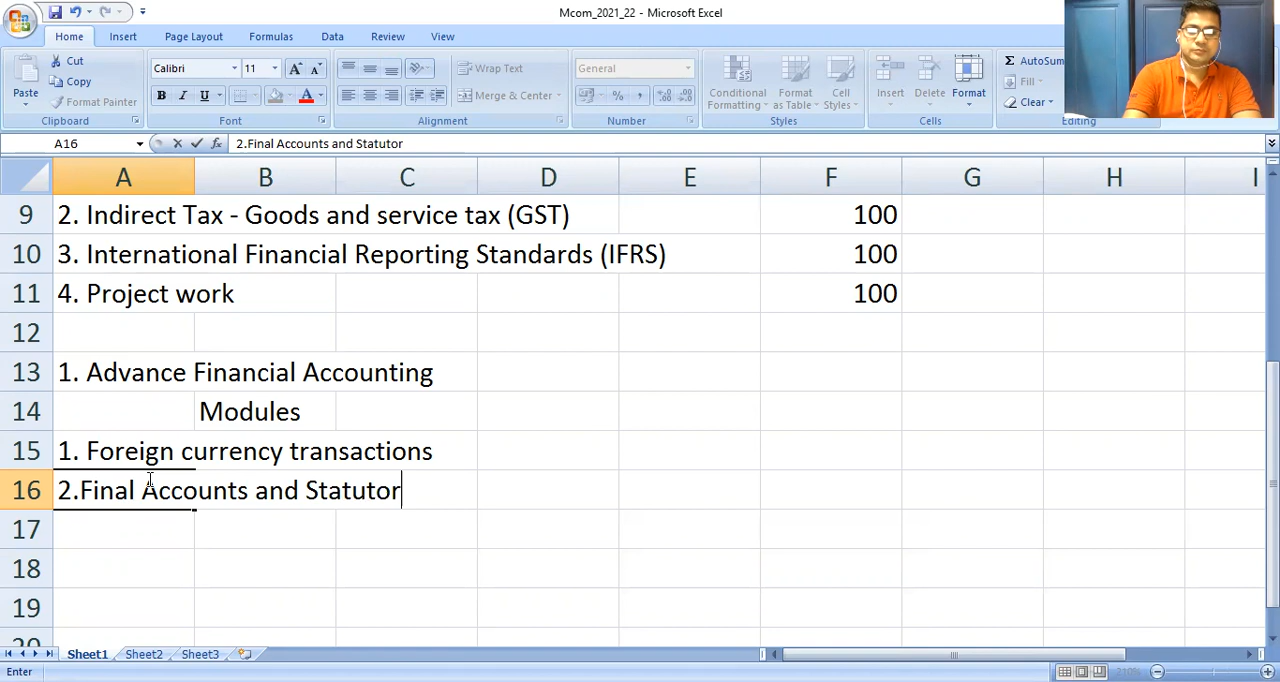 Mcom_2021_22 - Microsoft Excel
Home Insert Page Layout Formulas Data Review View
Paste Cut Copy Format Painter Clipboard
Calibri 11 B I U Font
Wrap Text Merge & Center Alignment
General % , Number
Conditional Formatting Format as Table Cell Styles Styles
Insert Delete Format Cells
Σ AutoSum Fill Clear Editing
A16 fx 2.Final Accounts and Statutor
A B C D E F G H I
9 2. Indirect Tax - Goods and service tax (GST) 100
10 3. International Financial Reporting Standards (IFRS) 100
11 4. Project work 100
12
13 1. Advance Financial Accounting
14 Modules
15 1. Foreign currency transactions
16 2.Final Accounts and Statutor
17
18
19
20
Sheet1 Sheet2 Sheet3
Enter